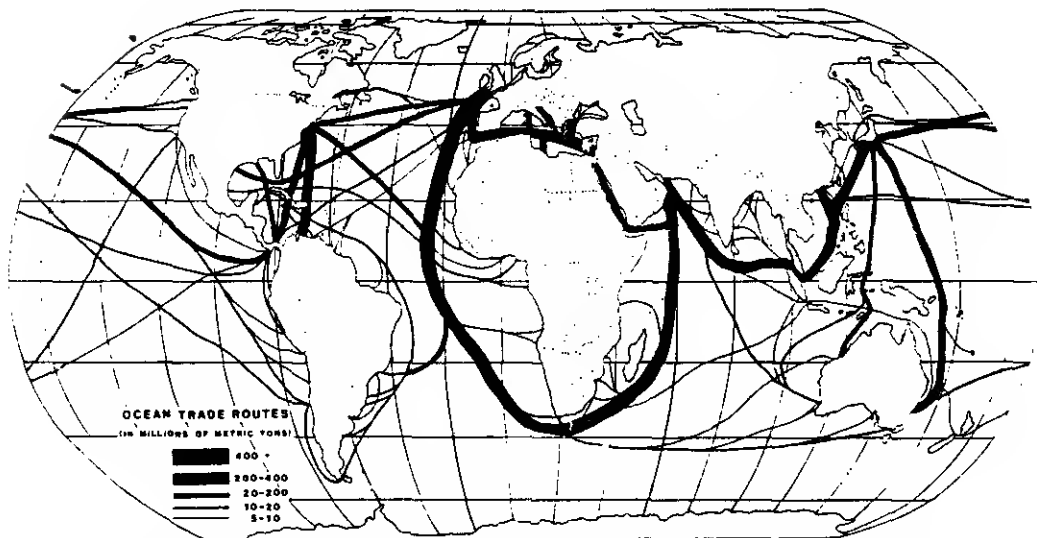 OCEAN TRADE ROUTES
(IN MILLIONS OF METRIC TONS)
400 +
200-400
20-200
10-20
5-10